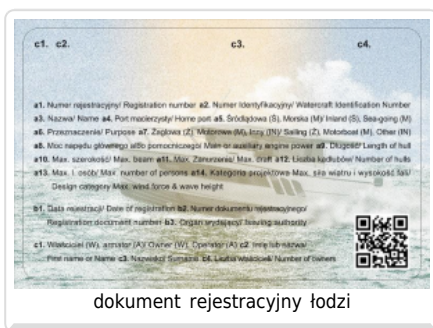 c1. c2. c3. c4.
a1. Numer rejestracyjny/ Registration number a2. Numer Identyfikacyjny/ Watercraft Identification Number
a3. Nazwa/ Name a4. Port macierzysty/ Home port a5. Śródlądowa (Ś), Morska (M)/ Inland (Ś), Sea-going (M)
a6. Przeznaczenie/ Purpose a7. Żaglowa (Ż), Motorowa (M), Inny (IN)/ Sailing (Ż), Motorboat (M), Other (IN)
a8. Moc napędu głównego albo pomocniczego/ Main or auxiliary engine power a9. Długość/ Length of hull
a10. Max. szerokość/ Max. beam a11. Max. Zanurzenie/ Max. draft a12. Liczba kadłubów/ Number of hulls
a13. Max. l. osób/ Max. number of persons a14. Kategoria projektowa Max. siła wiatru i wysokość fali/
Design category Max. wind force & wave height
b1. Data rejestracji/ Date of registration b2. Numer dokumentu rejestracyjnego/
Registration document number b3. Organ wydający/ Issuing authority
c1. Właściciel (W), armator (A)/ Owner (W), Operator (A) c2. Imię lub nazwa/
First name or Name c3. Nazwisko/ Surname c4. Liczba właścicieli/ Number of owners
dokument rejestracyjny łodzi